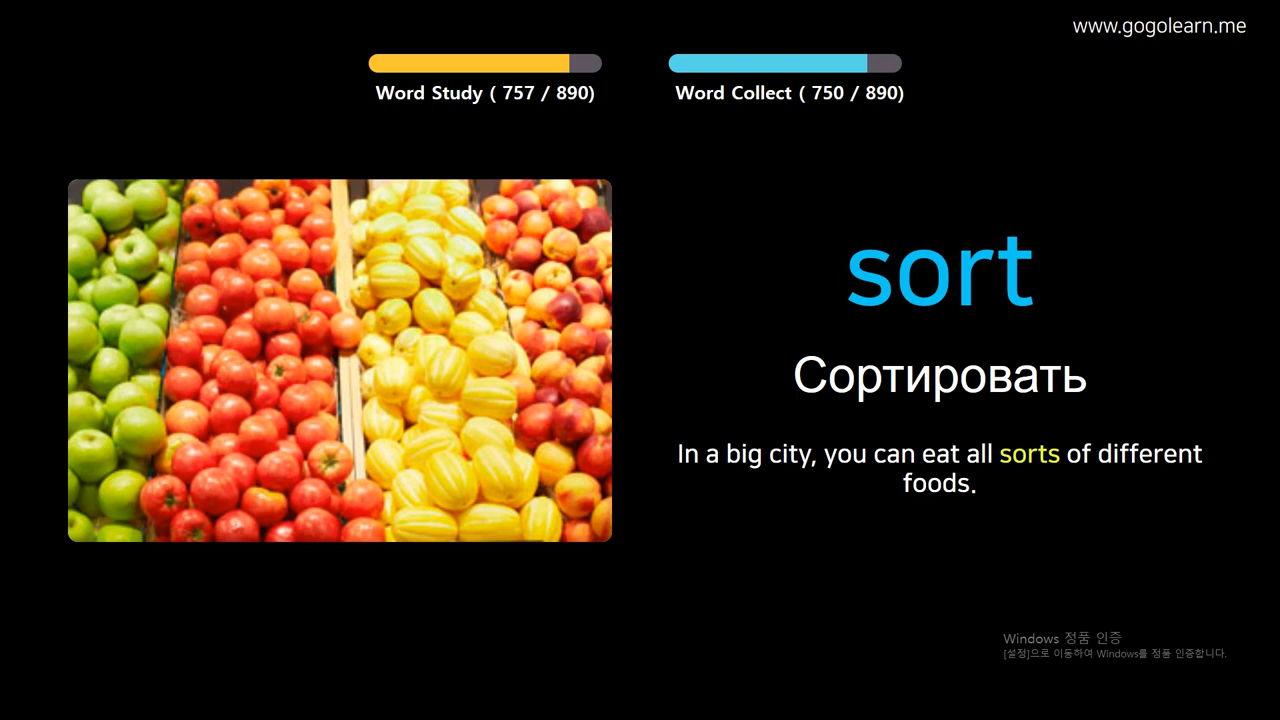 www.gogolearn.me
Word Study ( 757 / 890)
Word Collect ( 750 / 890)
sort
Сортировать
In a big city, you can eat all sorts of different
foods.
Windows 정품 인증
[설정]으로 이동하여 Windows를 정품 인증합니다.